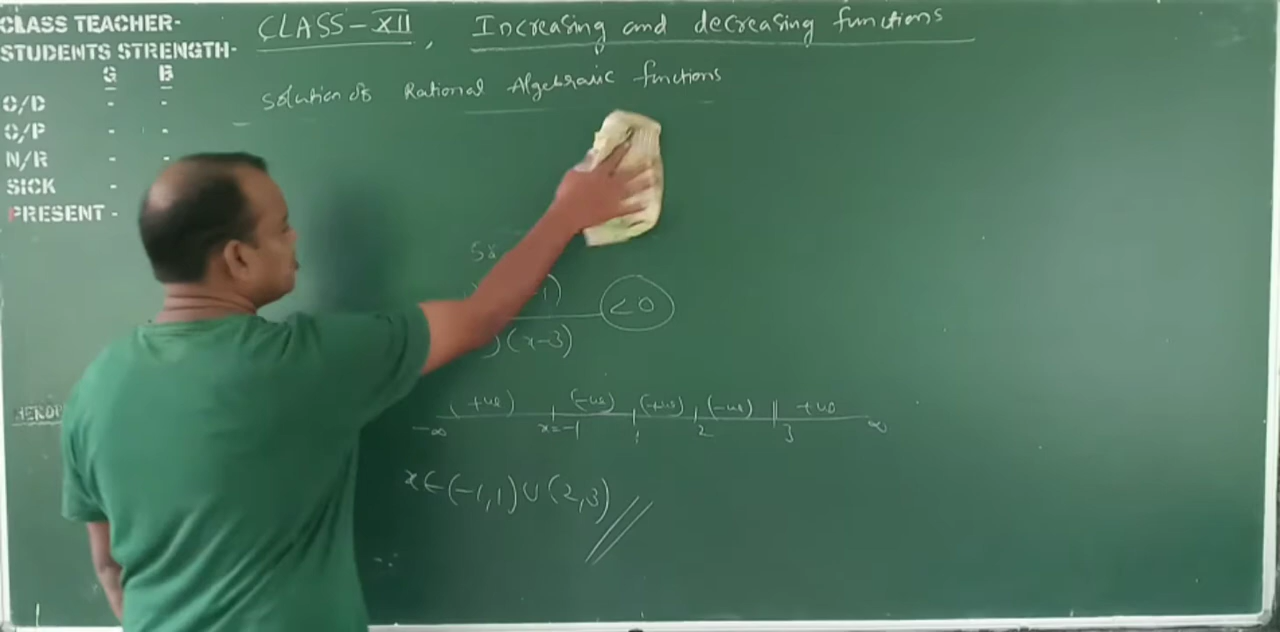 CLASS TEACHER-
STUDENTS STRENGTH-
G B
O/D - -
O/P - -
N/R - -
SICK -
PRESENT -
CLASS-XII, Increasing and decreasing functions
Solution of Rational Algebraic functions
1)
<0
)(x-3)
(+ve) (-ve) (+ve) (-ve) +ve
-∞ x=-1 1 2 3 ∞
x∈(-1,1)∪(2,3)//